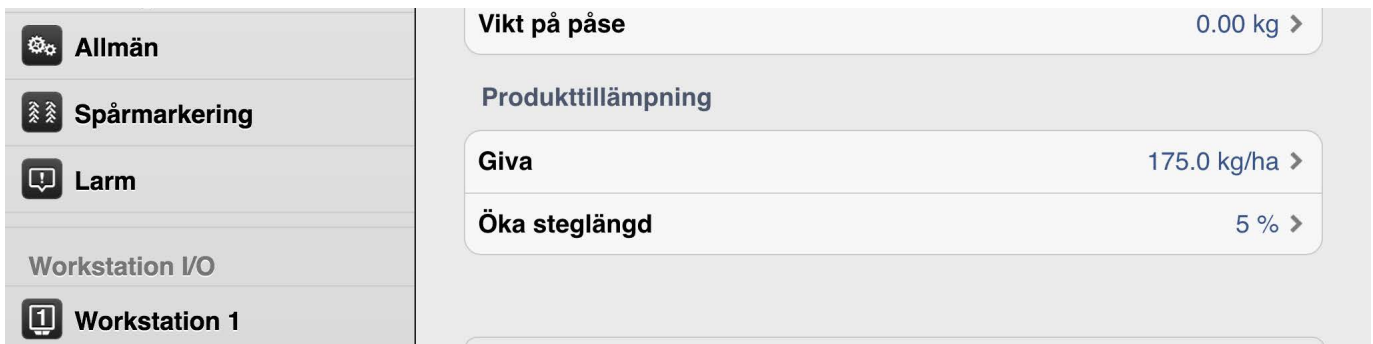 Allmän
Spårmarkering
Larm
Workstation I/O
1 Workstation 1
Vikt på påse 0.00 kg
Produkttillämpning
Giva 175.0 kg/ha
Öka steglängd 5 %